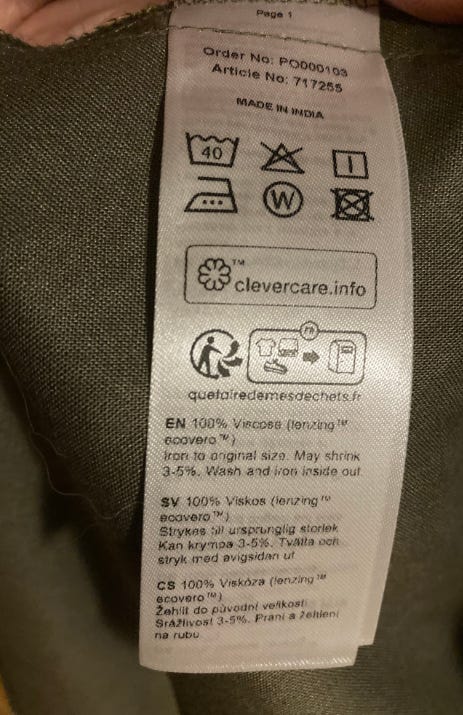 Page 1
Order No: PO000103
Article No: 717255
MADE IN INDIA
40
W
™
clevercare.info
FR
quefairedemesdechets.fr
EN 100% Viscose (lenzing™
ecovero™)
Iron to original size. May shrink
3-5%. Wash and iron inside out.
SV 100% Viskos (lenzing™
ecovero™)
Strykes till ursprunglig storlek
Kan krympa 3-5%. Tvätta och
stryk med avigsidan ut
CS 100% Viskóza (lenzing™
ecovero™)
Žehlit do původní velikosti
Sráživost 3-5%. Praní a žehlení
na rubu